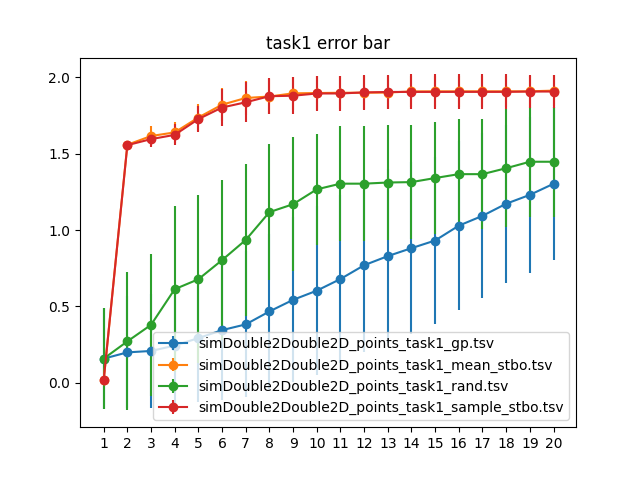 task1 error bar
2.0
1.5
1.0
0.5
0.0
simDouble2Double2D_points_task1_gp.tsv
simDouble2Double2D_points_task1_mean_stbo.tsv
simDouble2Double2D_points_task1_rand.tsv
simDouble2Double2D_points_task1_sample_stbo.tsv
1 2 3 4 5 6 7 8 9 10 11 12 13 14 15 16 17 18 19 20